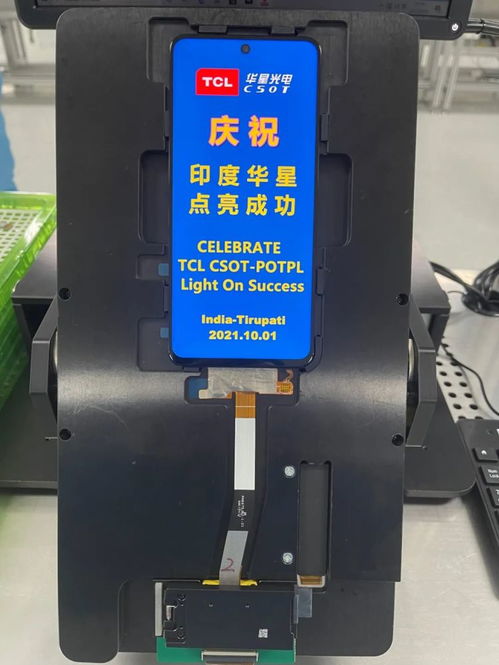 TCL 华星光电
CSOT
庆祝
印度华星
点亮成功
CELEBRATE
TCL CSOT-POTPL
Light On Success
India-Tirupati
2021.10.01
2